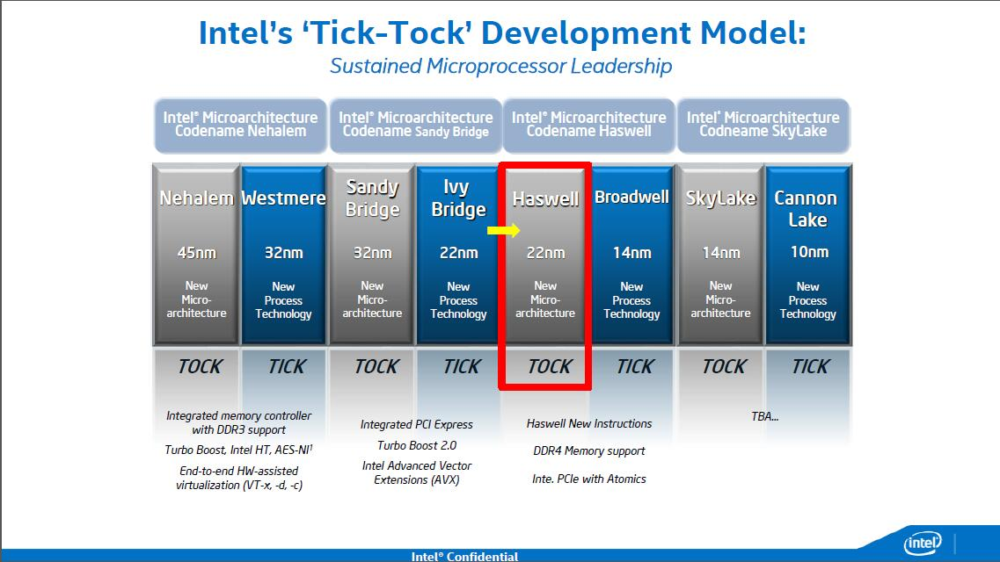 Intel's 'Tick-Tock' Development Model:
Sustained Microprocessor Leadership
Intel® Microarchitecture
Codename Nehalem
Intel® Microarchitecture
Codename Sandy Bridge
Intel® Microarchitecture
Codename Haswell
Intel® Microarchitecture
Codneame SkyLake
Nehalem
45nm
New
Micro-
architecture
TOCK
Westmere
32nm
New
Process
Technology
TICK
Sandy
Bridge
32nm
New
Micro-
architecture
TOCK
Ivy
Bridge
22nm
New
Process
Technology
TICK
Haswell
22nm
New
Micro-
architecture
TOCK
Broadwell
14nm
New
Process
Technology
TICK
SkyLake
14nm
New
Micro-
architecture
TOCK
Cannon
Lake
10nm
New
Process
Technology
TICK
Integrated memory controller
with DDR3 support
Turbo Boost, Intel HT, AES-NI¹
End-to-end HW-assisted
virtualization (VT-x, -d, -c)
Integrated PCI Express
Turbo Boost 2.0
Intel Advanced Vector
Extensions (AVX)
Haswell New Instructions
DDR4 Memory support
Inte. PCIe with Atomics
TBA...
Intel® Confidential
intel®